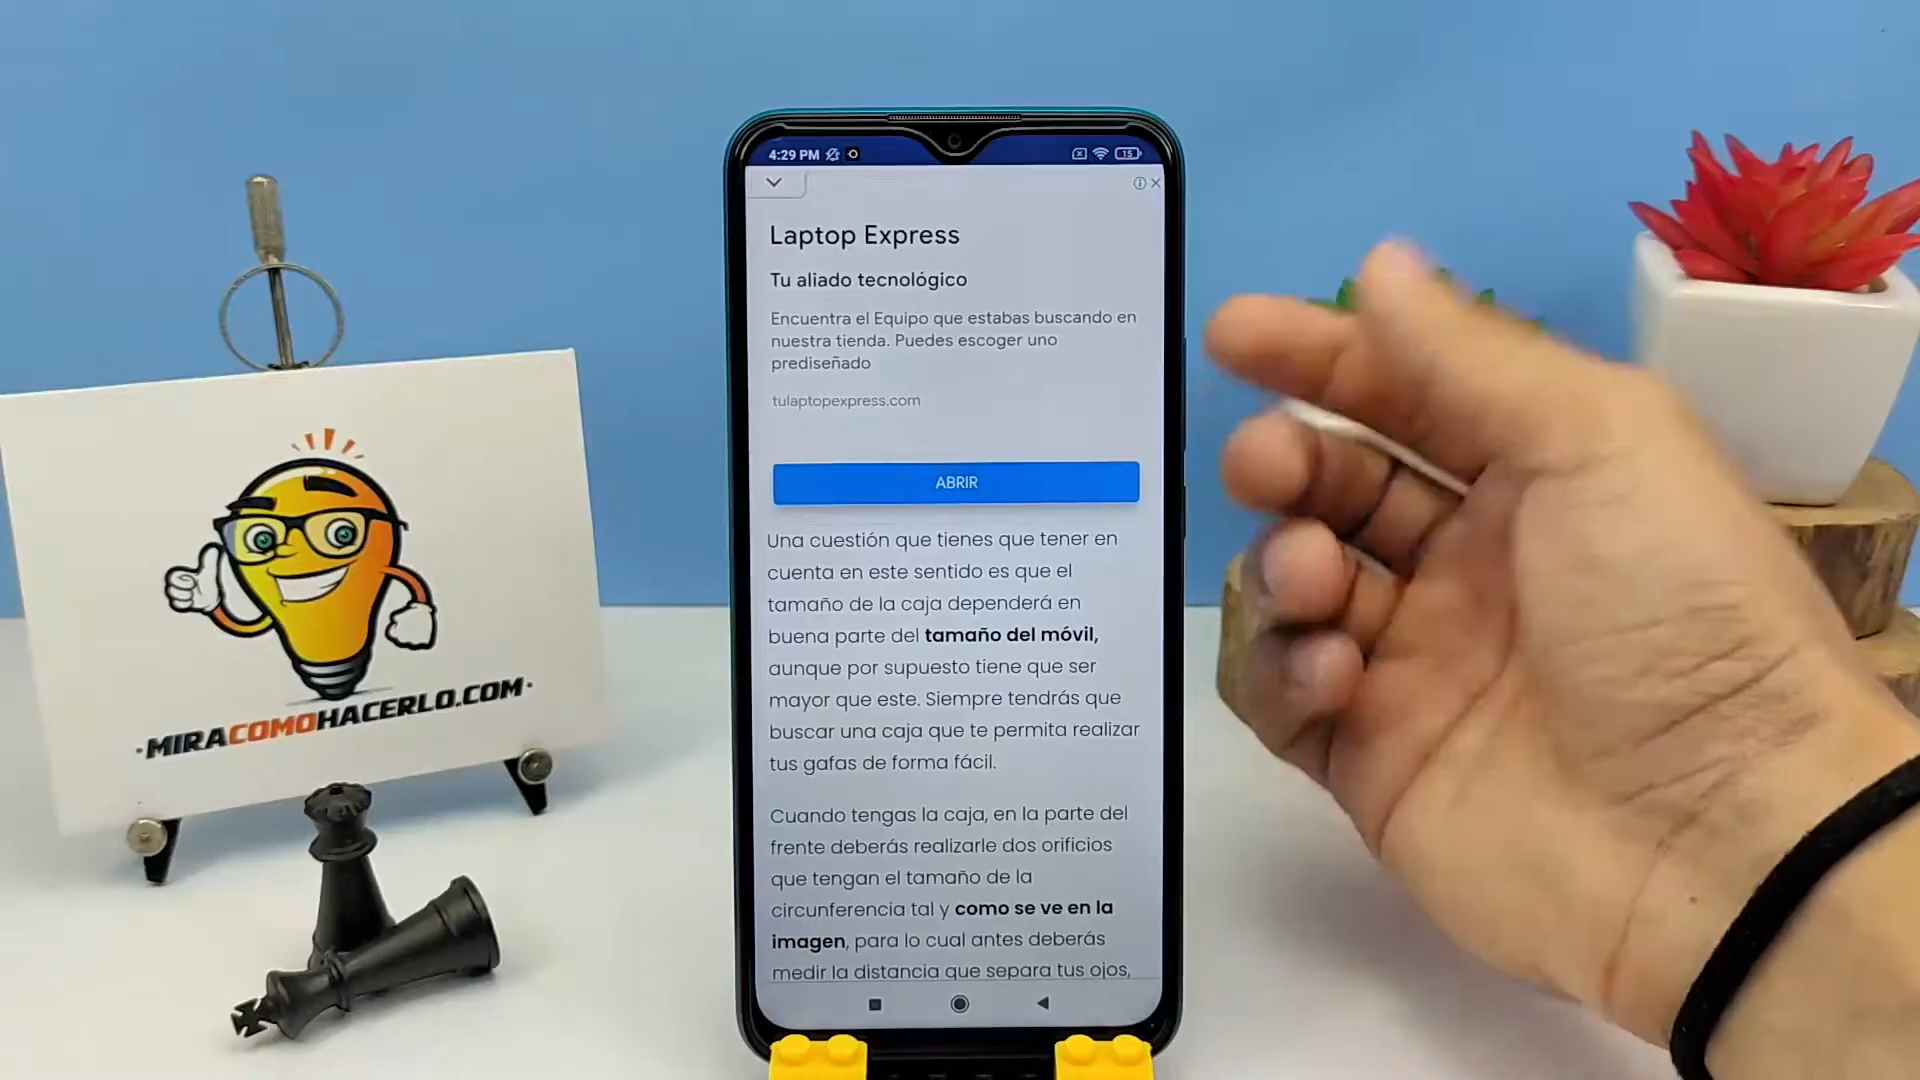 4:29 PM
15
Laptop Express
Tu aliado tecnológico
Encuentra el Equipo que estabas buscando en
nuestra tienda. Puedes escoger uno
prediseñado
tulaptopexpress.com
ABRIR
Una cuestión que tienes que tener en
cuenta en este sentido es que el
tamaño de la caja dependerá en
buena parte del tamaño del móvil,
aunque por supuesto tiene que ser
mayor que este. Siempre tendrás que
buscar una caja que te permita realizar
tus gafas de forma fácil.
Cuando tengas la caja, en la parte del
frente deberás realizarle dos orificios
que tengan el tamaño de la
circunferencia tal y como se ve en la
imagen, para lo cual antes deberás
medir la distancia que separa tus ojos,
·MIRACOMOHACERLO.COM·